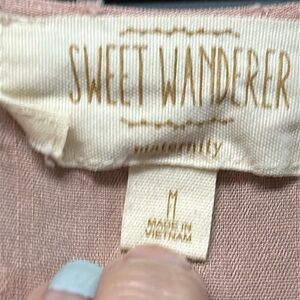 SWEET WANDERER
maternity
M
MADE IN
VIETNAM